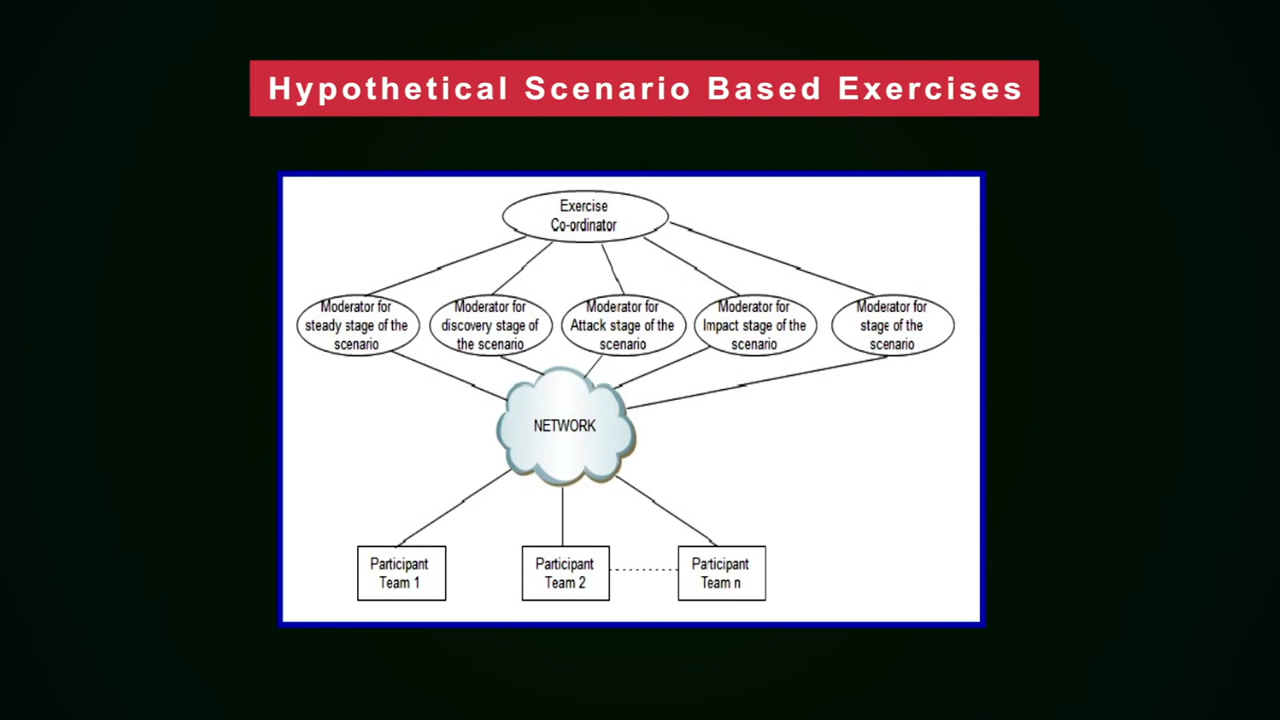 Hypothetical Scenario Based Exercises
Exercise
Co-ordinator
Moderator for
steady stage of the
scenario
Moderator for
discovery stage of
the scenario
Moderator for
Attack stage of the
scenario
Moderator for
Impact stage of the
scenario
Moderator for
stage of the
scenario
NETWORK
Participant
Team 1
Participant
Team 2
Participant
Team n